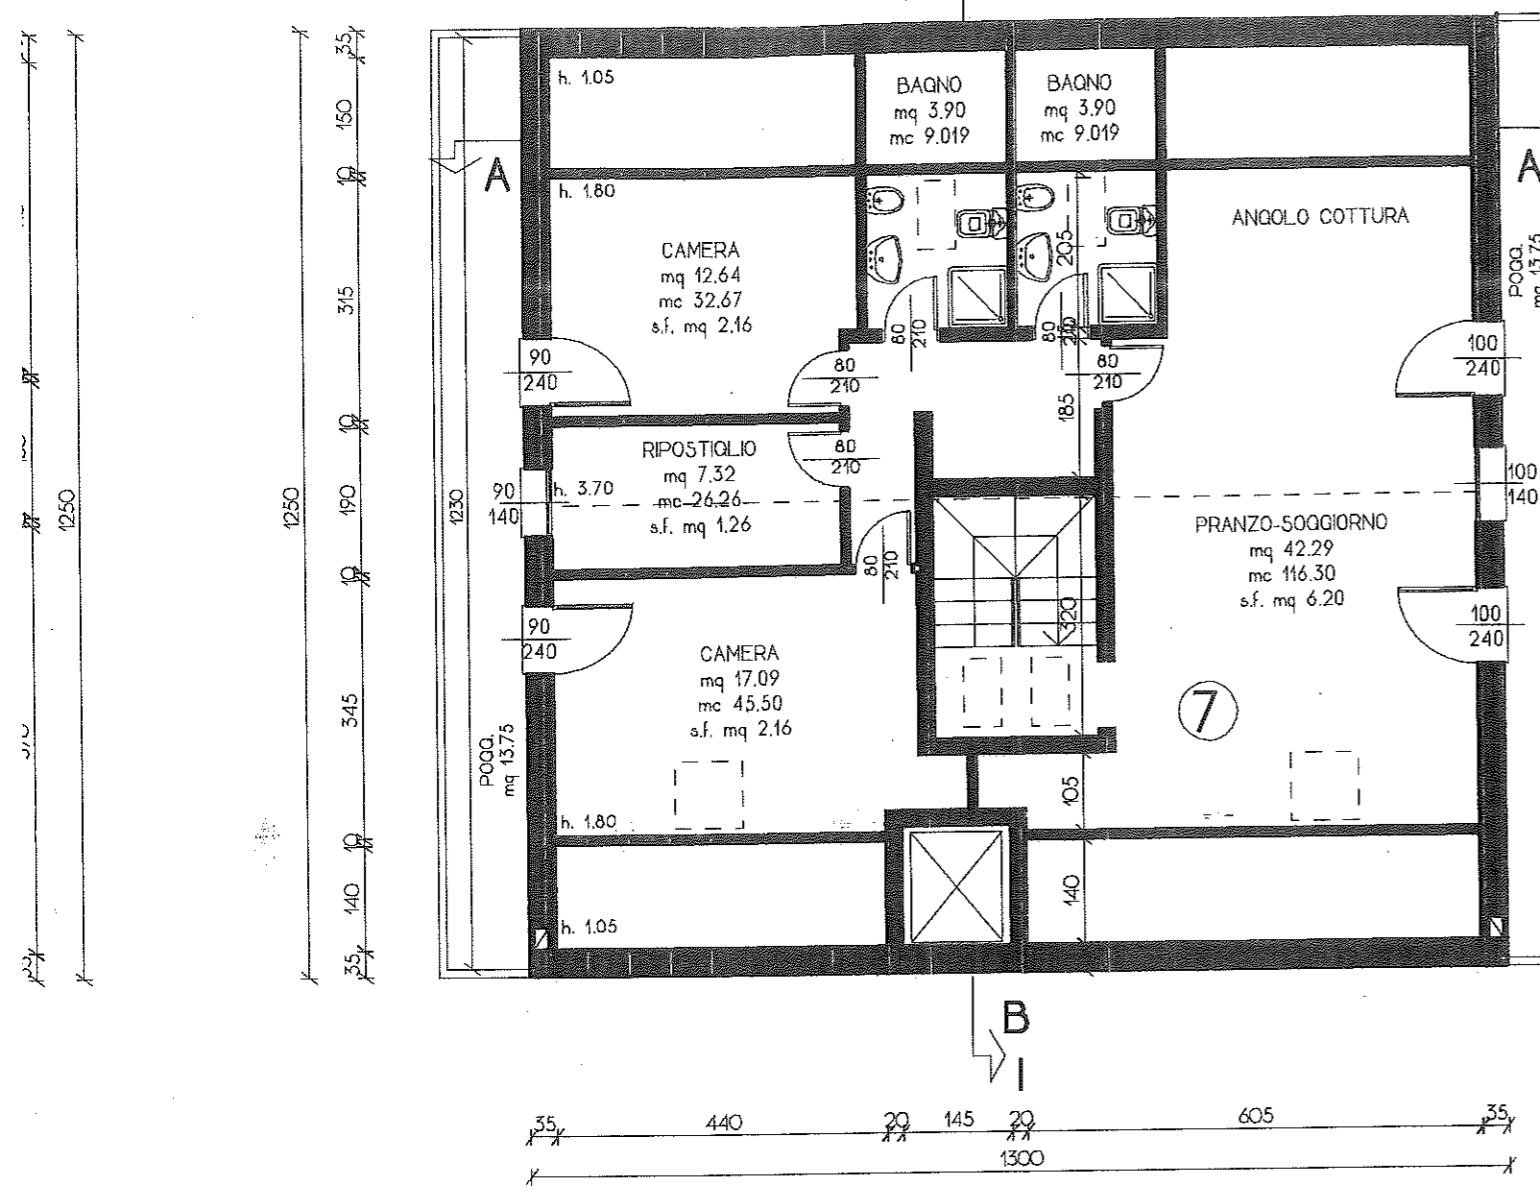 h. 1.05
BAGNO
mq 3.90
mc 9.019
BAGNO
mq 3.90
mc 9.019
A
A
h. 1.80
CAMERA
mq 12.64
mc 32.67
s.f. mq 2.16
ANGOLO COTTURA
POGG.
mq 13.75
205
90
240
80
210
80
210
80
210
80
100
240
185
RIPOSTIGLIO
mq 7.32
mc 26.26
s.f. mq 1.26
h. 3.70
80
210
90
140
100
140
PRANZO-SOGGIORNO
mq 42.29
mc 116.30
s.f. mq 6.20
80
210
320
90
240
100
240
CAMERA
mq 17.09
mc 45.50
s.f. mq 2.16
7
POGG.
mq 13.75
h. 1.80
105
h. 1.05
140
B
1250
1250
35
150
10
315
10
190
10
345
10
140
35
1230
35
35
440
20
145
20
605
35
1300